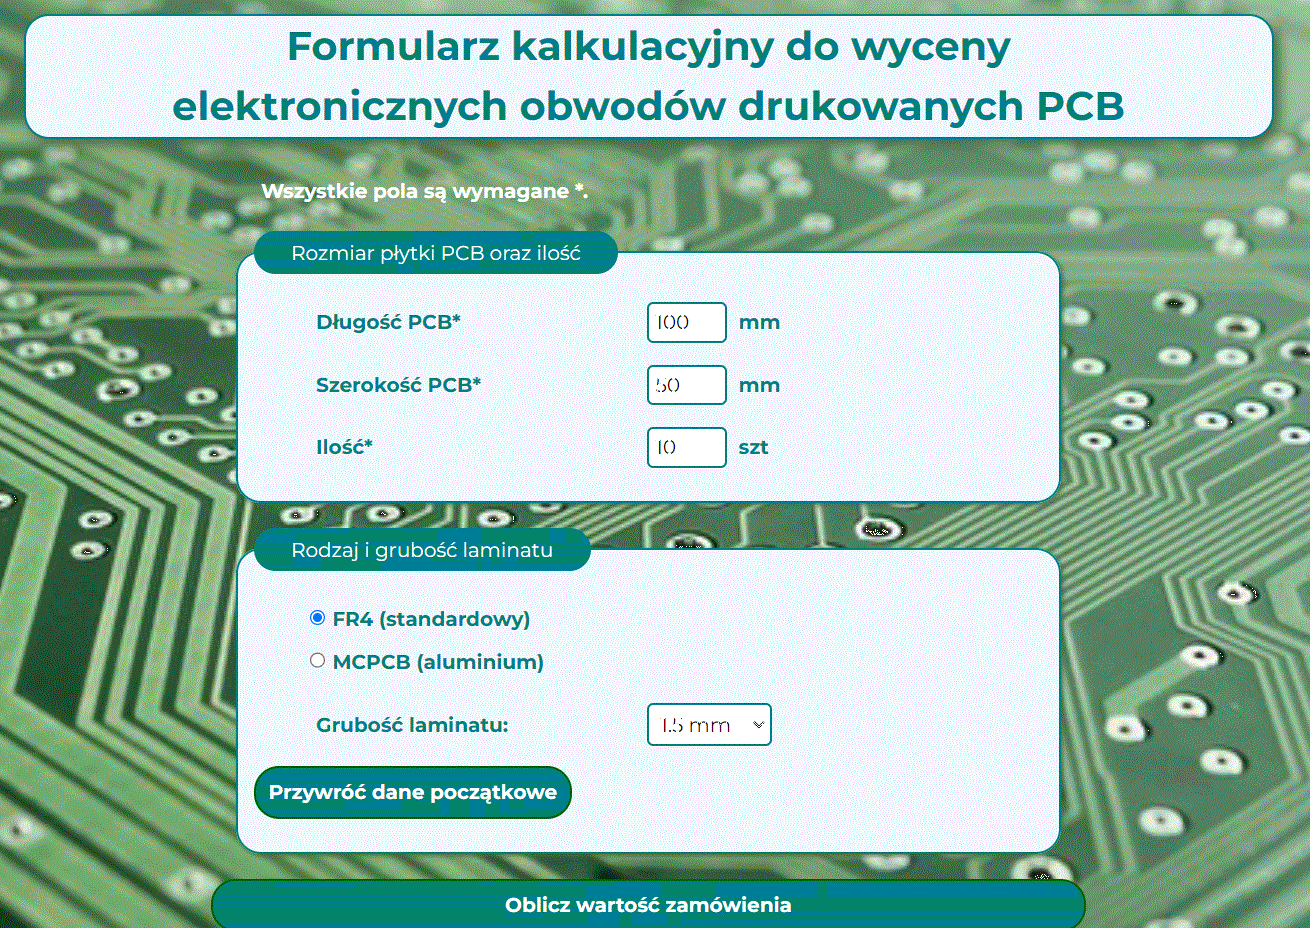 Formularz kalkulacyjny do wyceny
elektronicznych obwodów drukowanych PCB
Wszystkie pola są wymagane *.
Rozmiar płytki PCB oraz ilość
Długość PCB* 100 mm
Szerokość PCB* 50 mm
Ilość* 10 szt
Rodzaj i grubość laminatu
FR4 (standardowy)
MCPCB (aluminium)
Grubość laminatu: 1.5 mm
Przywróć dane początkowe
Oblicz wartość zamówienia